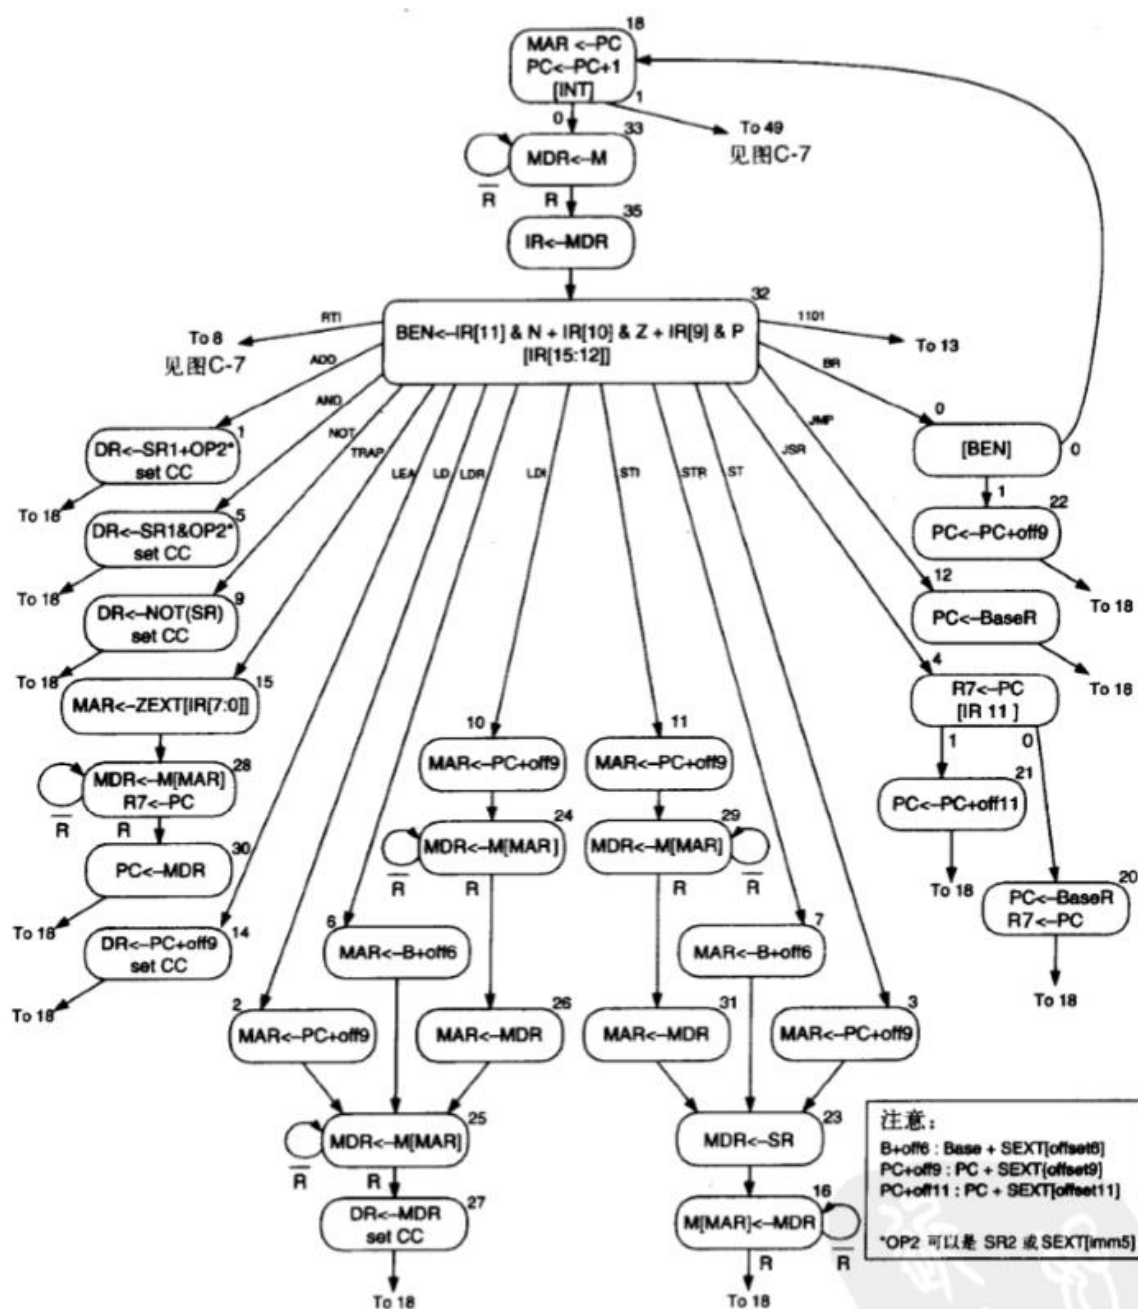 18
MAR <–PC
PC<–PC+1
[INT]
0
1
To 49
见图C-7
33
MDR<–M
R̅
R
35
IR<–MDR
32
BEN<–IR[11] & N + IR[10] & Z + IR[9] & P
[IR[15:12]]
RTI
To 8
见图C-7
1101
To 13
ADD
AND
NOT
TRAP
LEA
LD
LDR
LDI
STI
STR
ST
JSR
JMP
BR
1
DR<–SR1+OP2*
set CC
To 18
5
DR<–SR1&OP2*
set CC
To 18
9
DR<–NOT(SR)
set CC
To 18
15
MAR<–ZEXT[IR[7:0]]
28
MDR<–M[MAR]
R7<–PC
R̅
R
30
PC<–MDR
To 18
14
DR<–PC+off9
set CC
To 18
2
MAR<–PC+off9
6
MAR<–B+off6
10
MAR<–PC+off9
24
MDR<–M[MAR]
R̅
R
26
MAR<–MDR
25
MDR<–M[MAR]
R̅
R
27
DR<–MDR
set CC
To 18
11
MAR<–PC+off9
29
MDR<–M[MAR]
R
R̅
31
MAR<–MDR
7
MAR<–B+off6
3
MAR<–PC+off9
23
MDR<–SR
16
M[MAR]<–MDR
R
R̅
To 18
0
[BEN]
0
1
22
PC<–PC+off9
To 18
12
PC<–BaseR
To 18
4
R7<–PC
[IR 11 ]
1
0
21
PC<–PC+off11
To 18
20
PC<–BaseR
R7<–PC
To 18
注意：
B+off6 : Base + SEXT[offset6]
PC+off9 : PC + SEXT[offset9]
PC+off11 : PC + SEXT[offset11]
*OP2 可以是 SR2 或 SEXT[imm5]